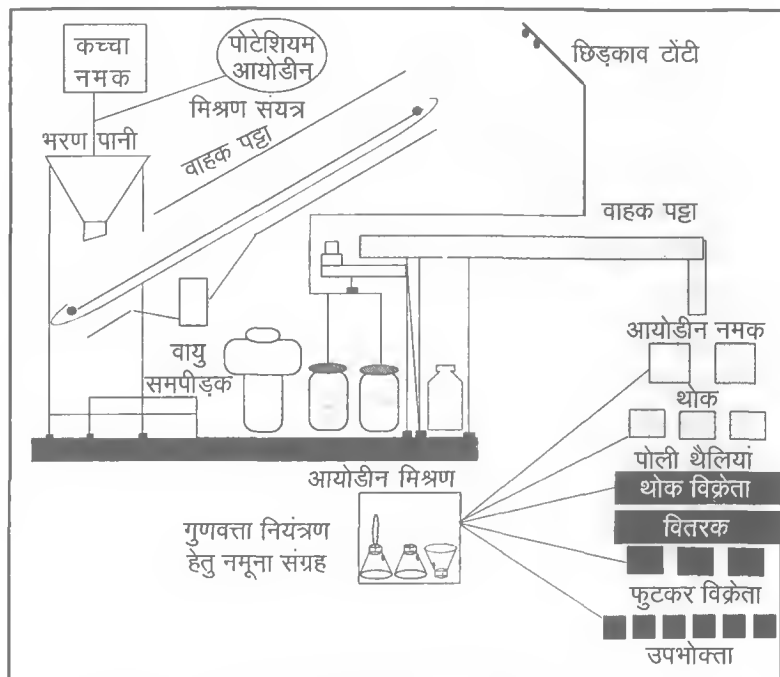 कच्चा
नमक
पोटेशियम
आयोडीन
छिड़काव टोंटी
मिश्रण संयत्र
भरण पानी
वाहक पट्टा
वाहक पट्टा
आयोडीन नमक
वायु
समपीड़क
थोक
पोली थैलियां
आयोडीन मिश्रण
थोक विक्रेता
गुणवत्ता नियंत्रण
हेतु नमूना संग्रह
वितरक
फुटकर विक्रेता
उपभोक्ता